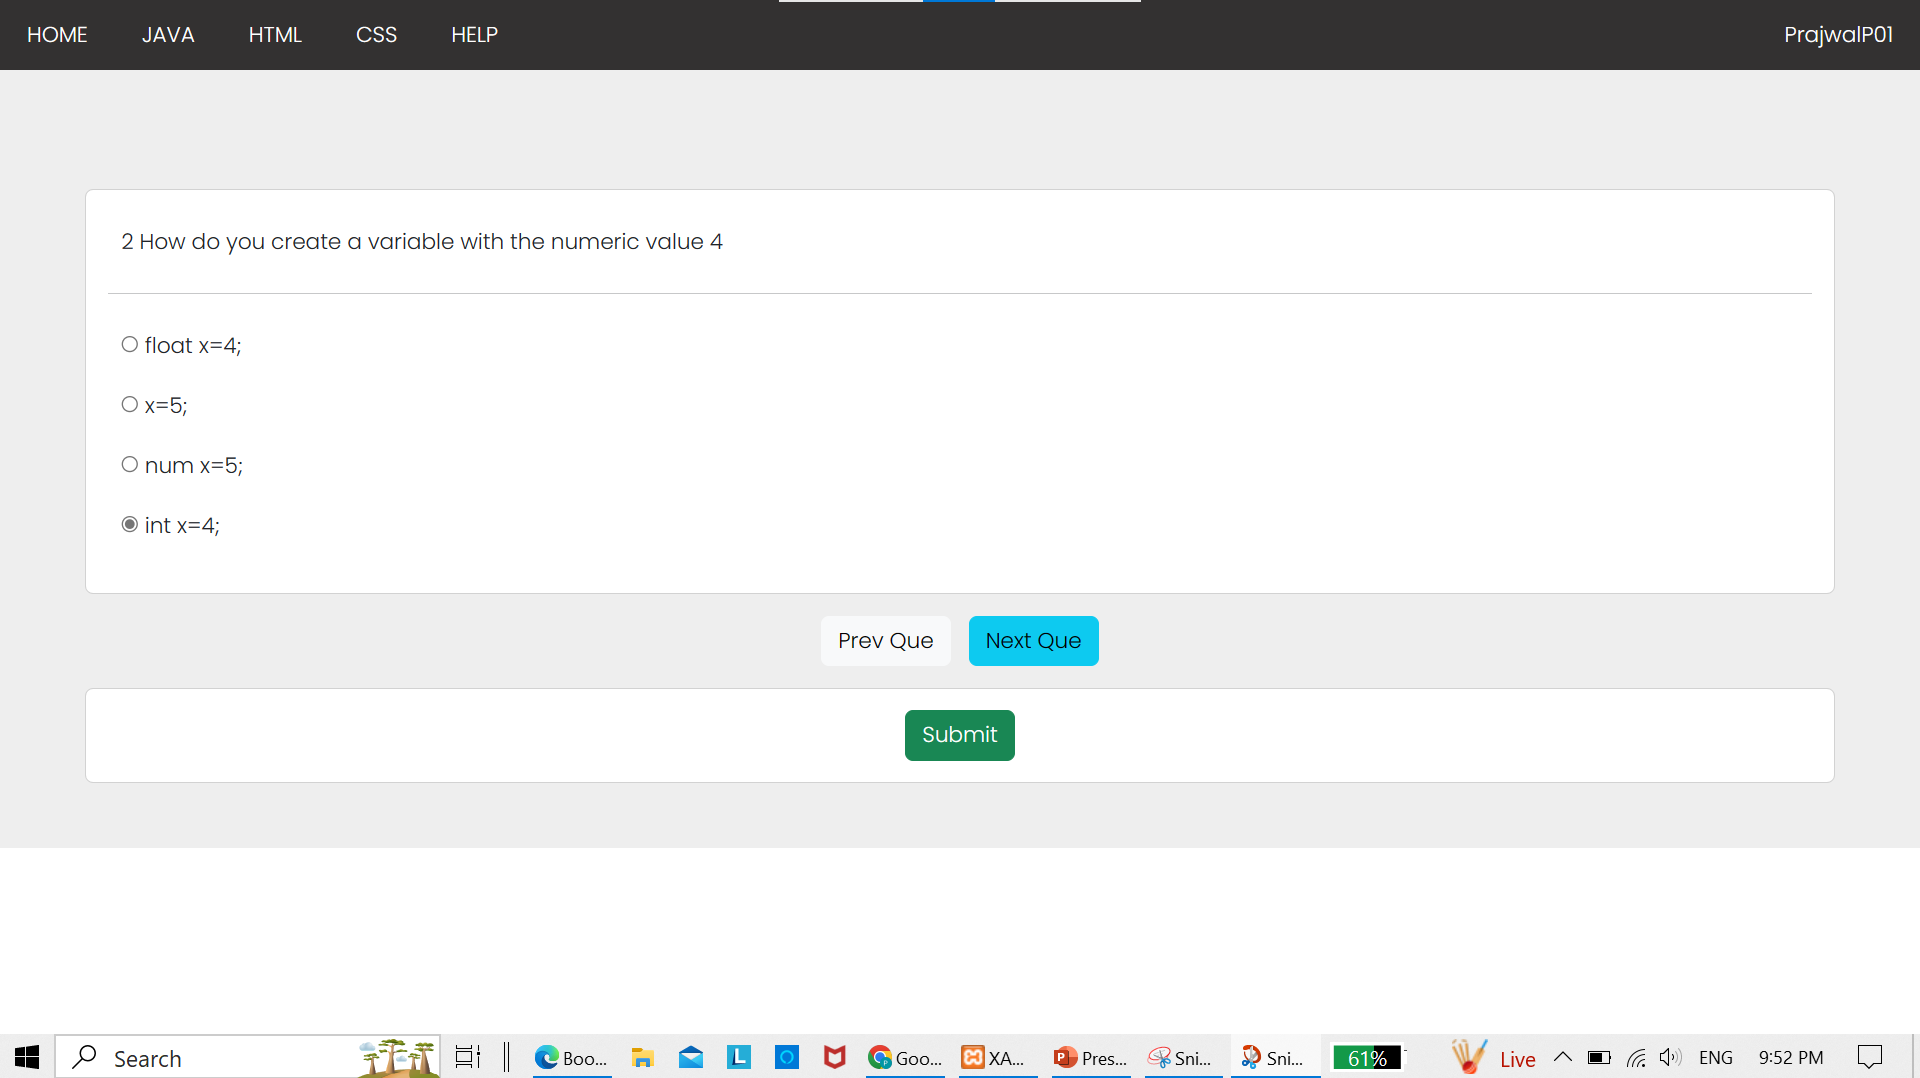 HOME JAVA HTML CSS HELP PrajwalP01
2 How do you create a variable with the numeric value 4
float x=4;
x=5;
num x=5;
int x=4;
Prev Que Next Que
Submit
Search Boo... L Goo... XA... Pres... Sni... Sni... 61% Live ENG 9:52 PM